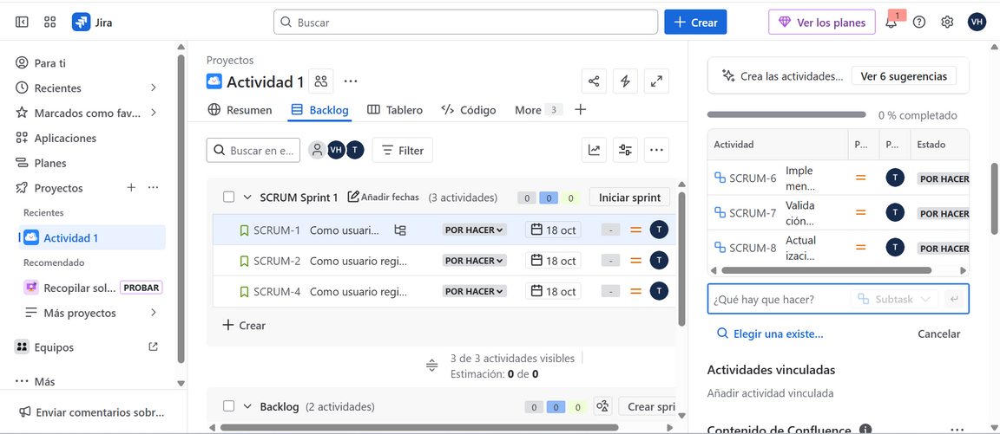 Jira
Buscar
Crear
Ver los planes
1
VH
Para ti
Recientes
Marcados como fav...
Aplicaciones
Planes
Proyectos
Recientes
Actividad 1
Recomendado
Recopilar sol... PROBAR
Más proyectos
Equipos
Más
Enviar comentarios sobr...
Proyectos
Actividad 1
Resumen
Backlog
Tablero
Código
More 3
Buscar en e...
VH
T
Filter
SCRUM Sprint 1 Añadir fechas (3 actividades) 0 0 0 Iniciar sprint
SCRUM-1 Como usuari... POR HACER 18 oct - T
SCRUM-2 Como usuario regi... POR HACER 18 oct - T
SCRUM-4 Como usuario regi... POR HACER 18 oct - T
Crear
3 de 3 actividades visibles
Estimación: 0 de 0
Backlog (2 actividades) 0 0 0 Crear spri
Crea las actividades... Ver 6 sugerencias
0 % completado
Actividad P... P... Estado
SCRUM-6 Imple
men... T POR HACER
SCRUM-7 Valida
ción... T POR HACER
SCRUM-8 Actual
izaci... T POR HACER
¿Qué hay que hacer? Subtask
Elegir una existe... Cancelar
Actividades vinculadas
Añadir actividad vinculada
Contenido de Confluence